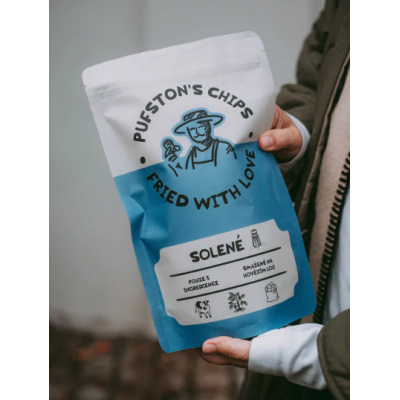 PUFSTON'S CHIPS
FRIED WITH LOVE
SOLENÉ
POUZE 3
INGREDIENCE
SMAŽENÉ NA
HOVĚZÍM LOJI